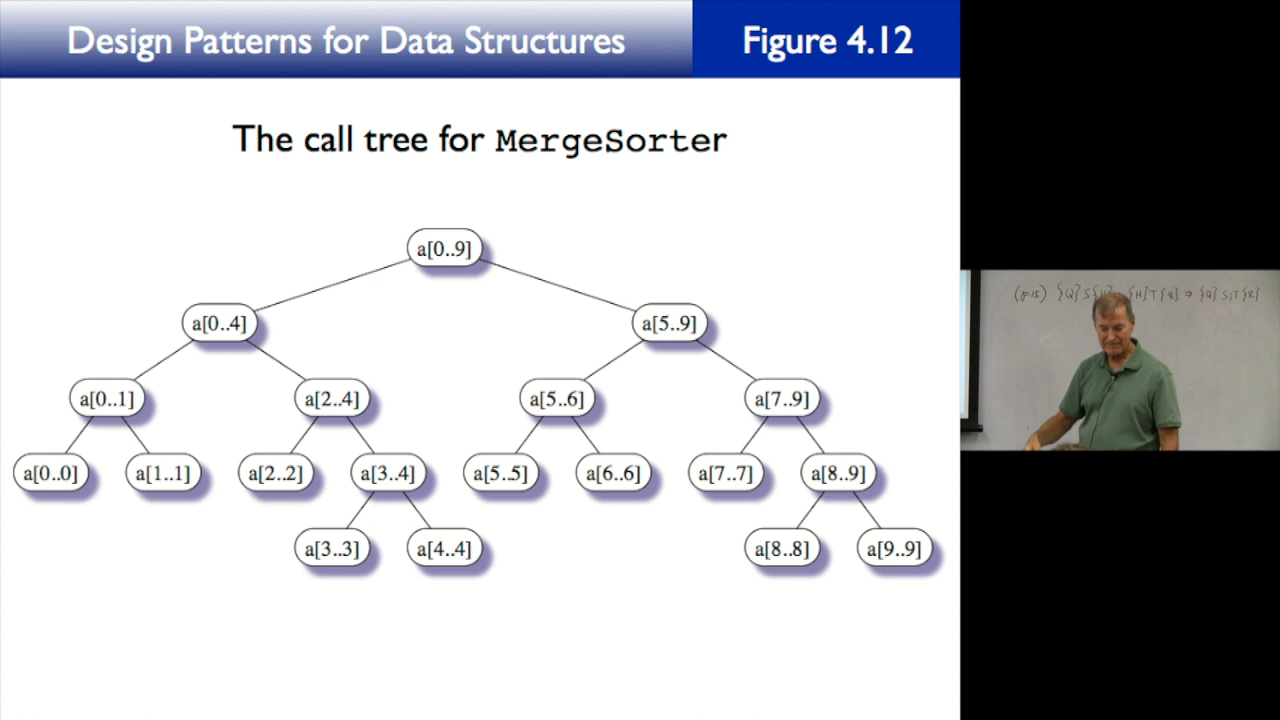 Design Patterns for Data Structures
Figure 4.12
The call tree for MergeSorter
a[0..9]
a[0..4] a[5..9]
a[0..1] a[2..4] a[5..6] a[7..9]
a[0..0] a[1..1] a[2..2] a[3..4] a[5..5] a[6..6] a[7..7] a[8..9]
a[3..3] a[4..4] a[8..8] a[9..9]
{Q} S {H} T {R} ⇒ {Q} S;T {R}